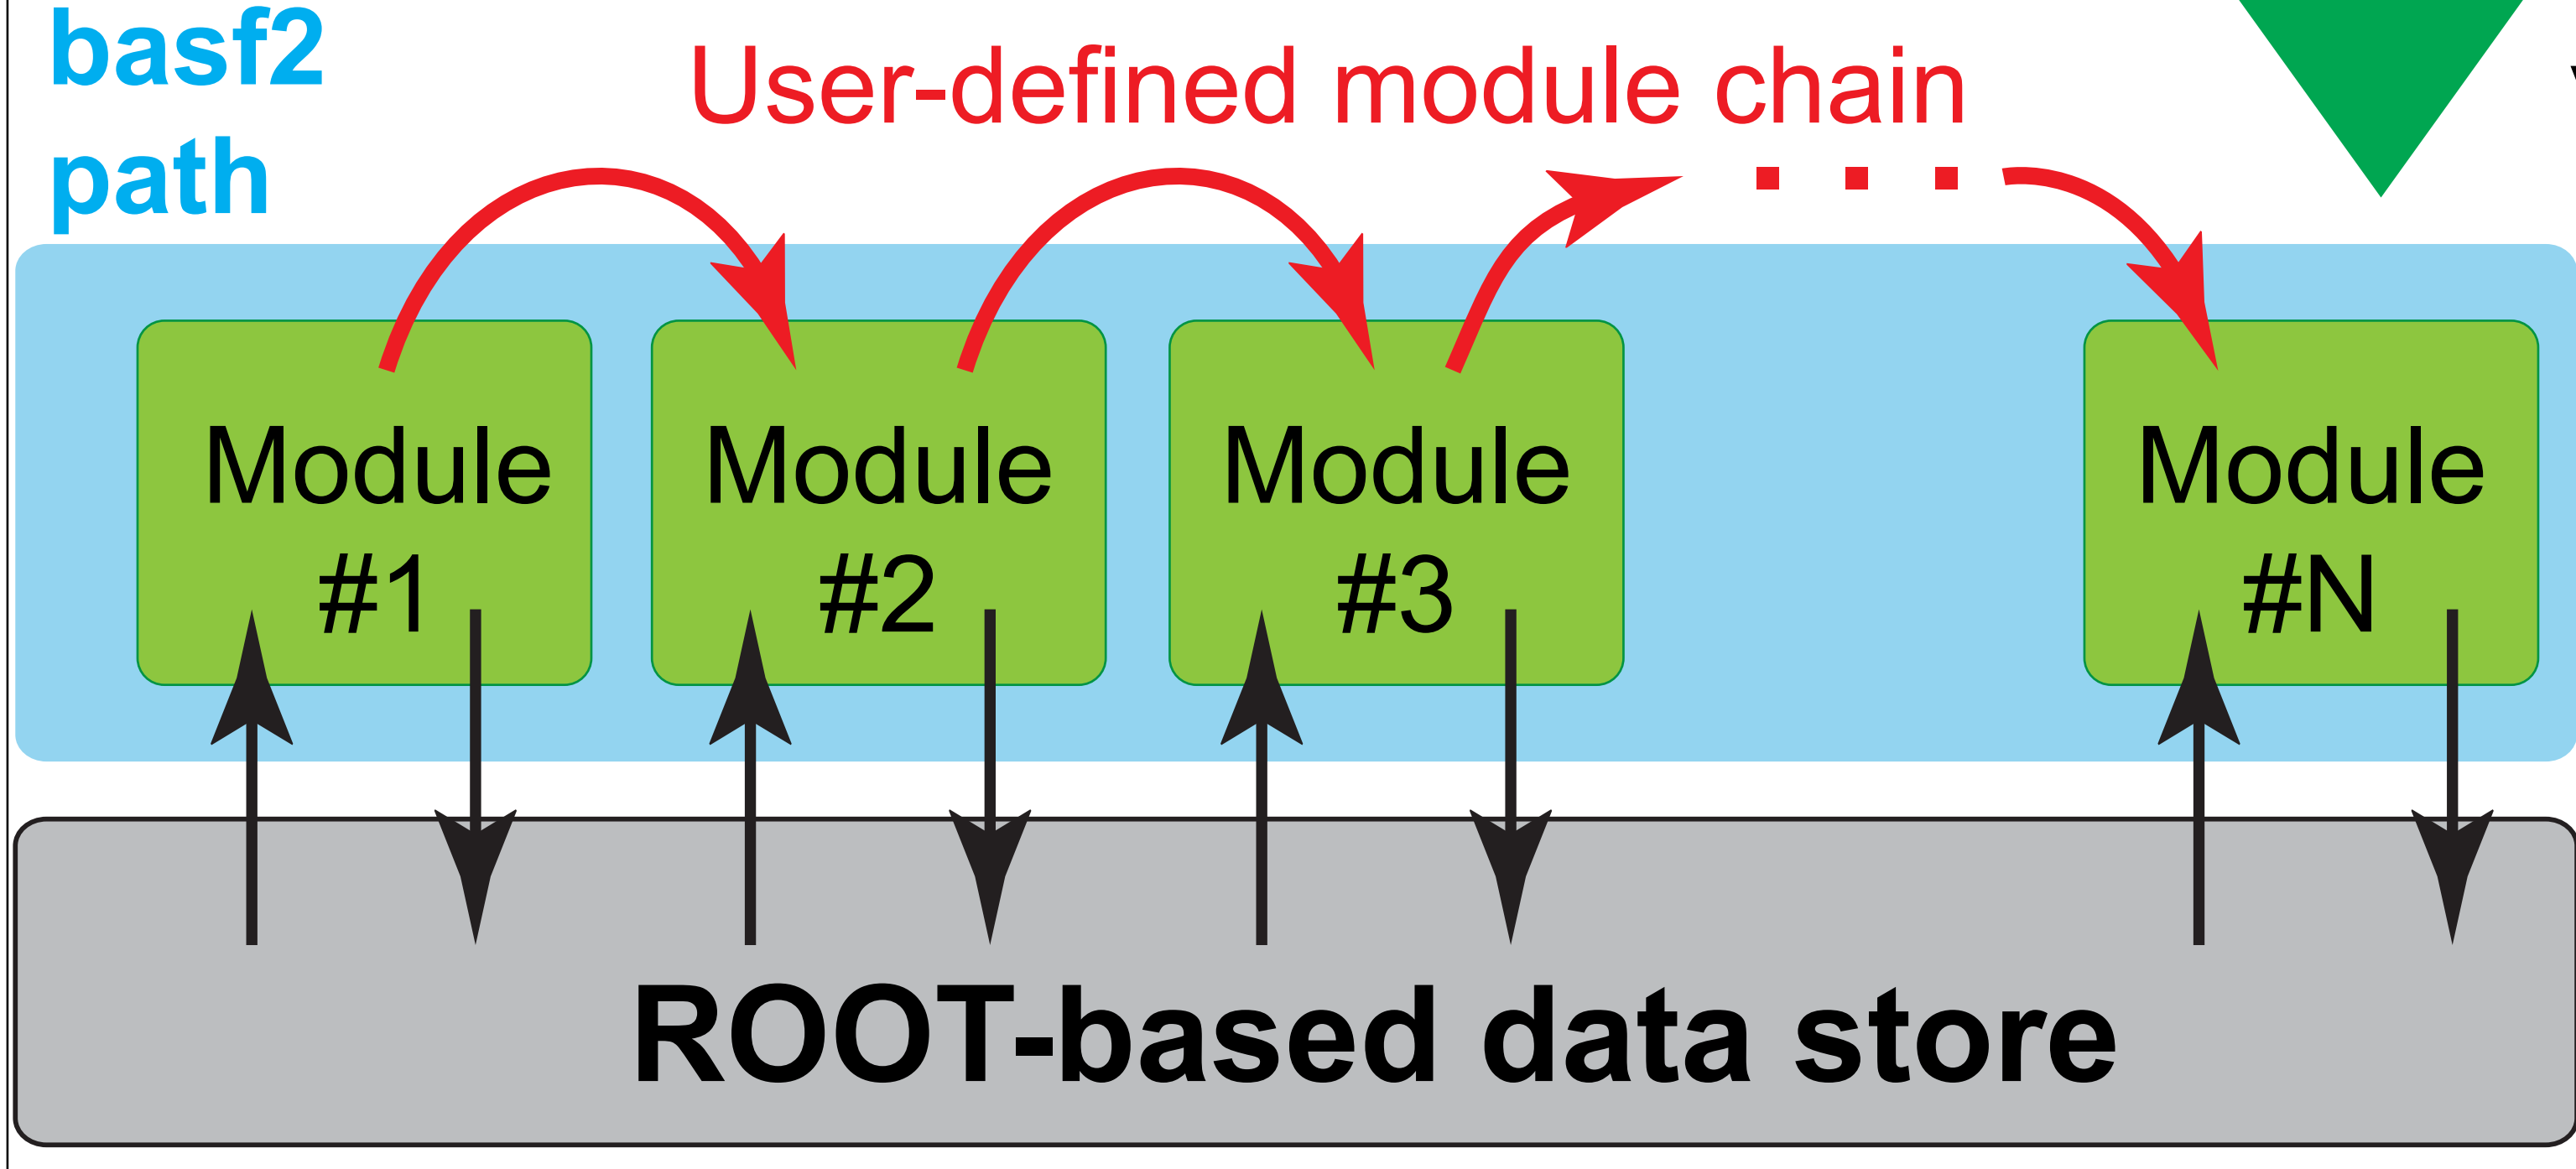 basf2
path
User-defined module chain
. . .
Module
#1
Module
#2
Module
#3
Module
#N
ROOT-based data store